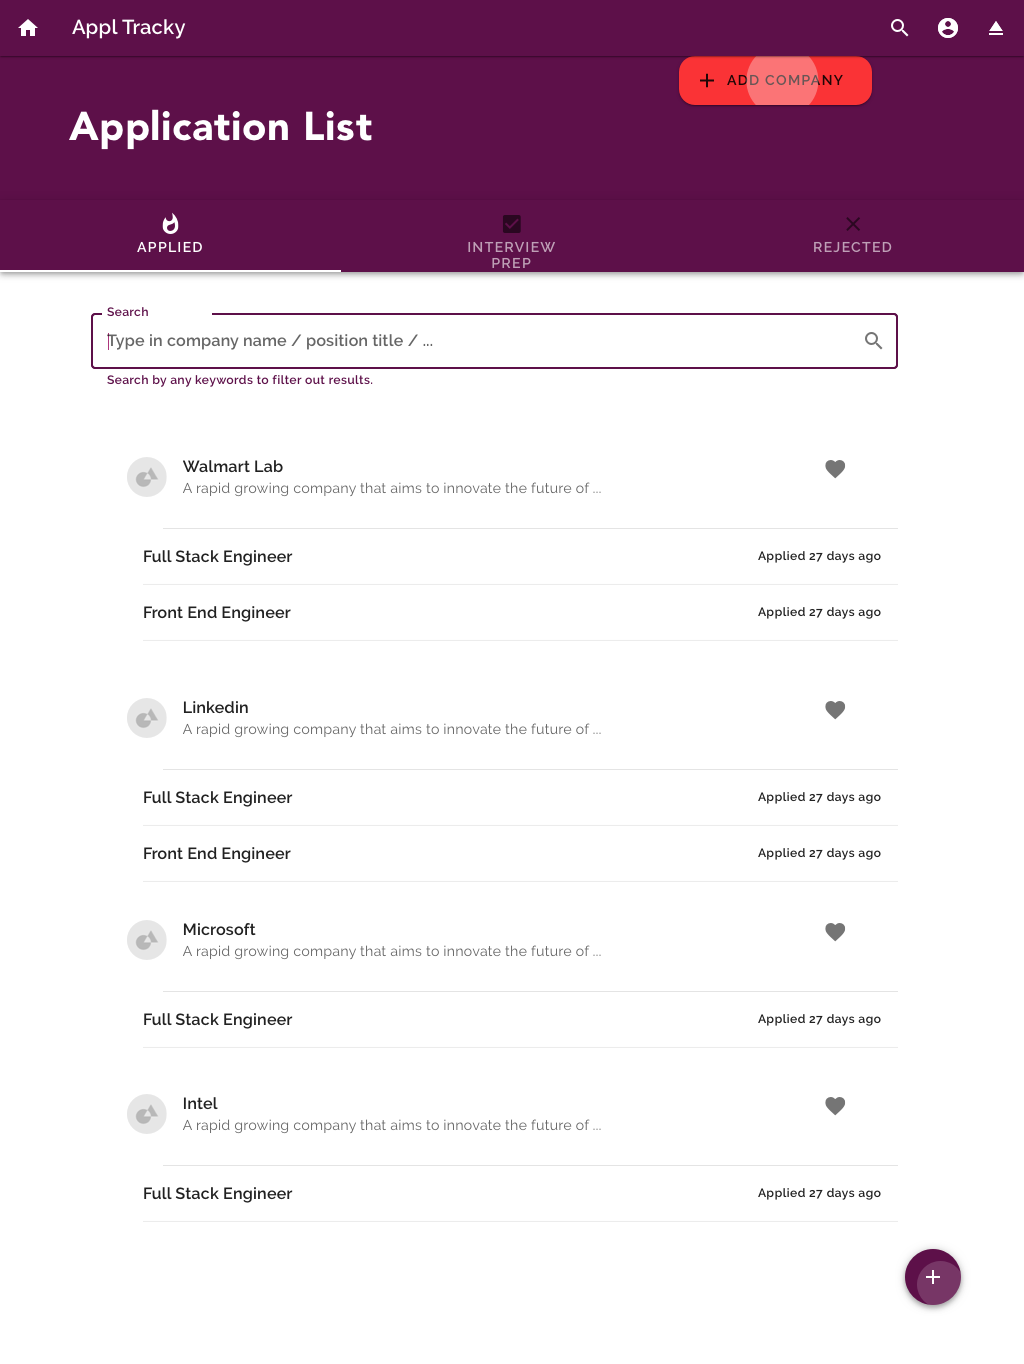 Appl Tracky
ADD COMPANY
Application List
APPLIED
INTERVIEW
PREP
REJECTED
Search
Type in company name / position title / ...
Search by any keywords to filter out results.
Walmart Lab
A rapid growing company that aims to innovate the future of ...
Full Stack Engineer
Applied 27 days ago
Front End Engineer
Applied 27 days ago
Linkedin
A rapid growing company that aims to innovate the future of ...
Full Stack Engineer
Applied 27 days ago
Front End Engineer
Applied 27 days ago
Microsoft
A rapid growing company that aims to innovate the future of ...
Full Stack Engineer
Applied 27 days ago
Intel
A rapid growing company that aims to innovate the future of ...
Full Stack Engineer
Applied 27 days ago